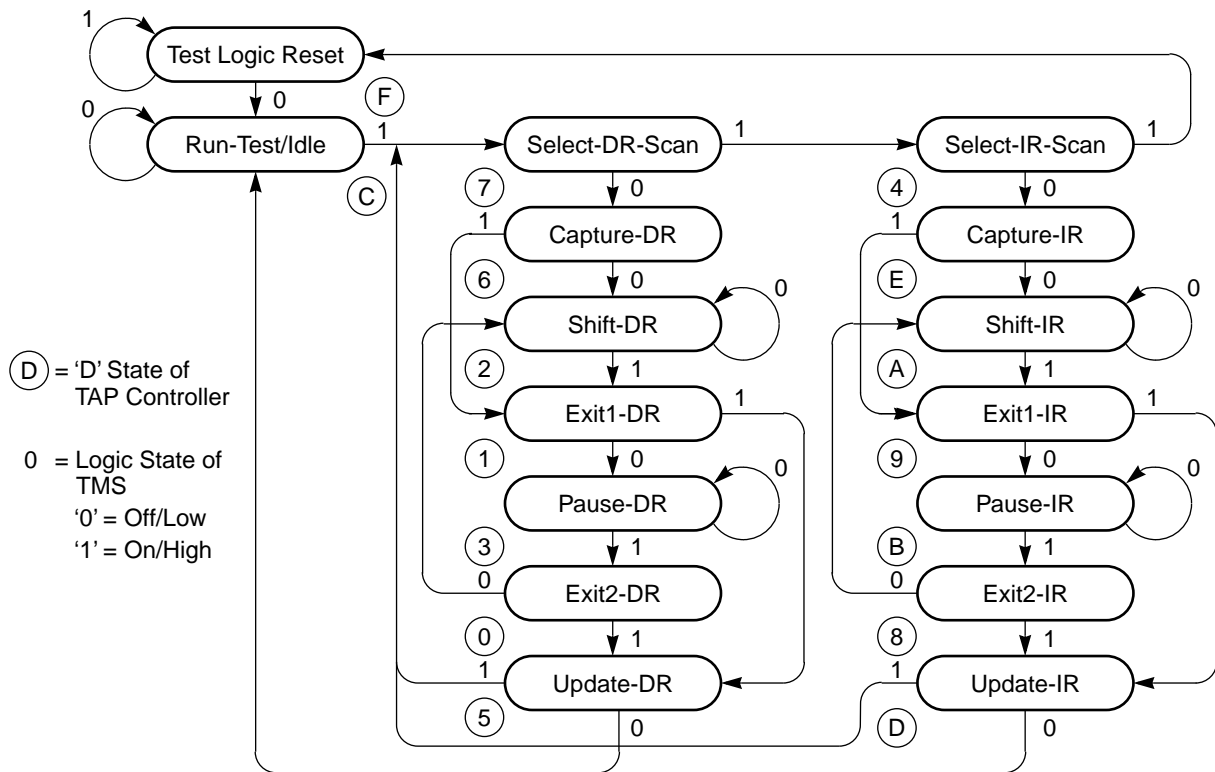 1
Test Logic Reset
0
F
0
Run-Test/Idle
1
C
Select-DR-Scan
1
Select-IR-Scan
1
7
0
4
0
1
Capture-DR
1
Capture-IR
6
0
E
0
Shift-DR
0
Shift-IR
0
D = ‘D’ State of
TAP Controller
2
1
A
1
Exit1-DR
1
Exit1-IR
1
0 = Logic State of
TMS
‘0’ = Off/Low
‘1’ = On/High
1
0
9
0
Pause-DR
0
Pause-IR
0
3
1
B
1
0
Exit2-DR
0
Exit2-IR
0
1
8
1
1
Update-DR
1
Update-IR
5
0
D
0